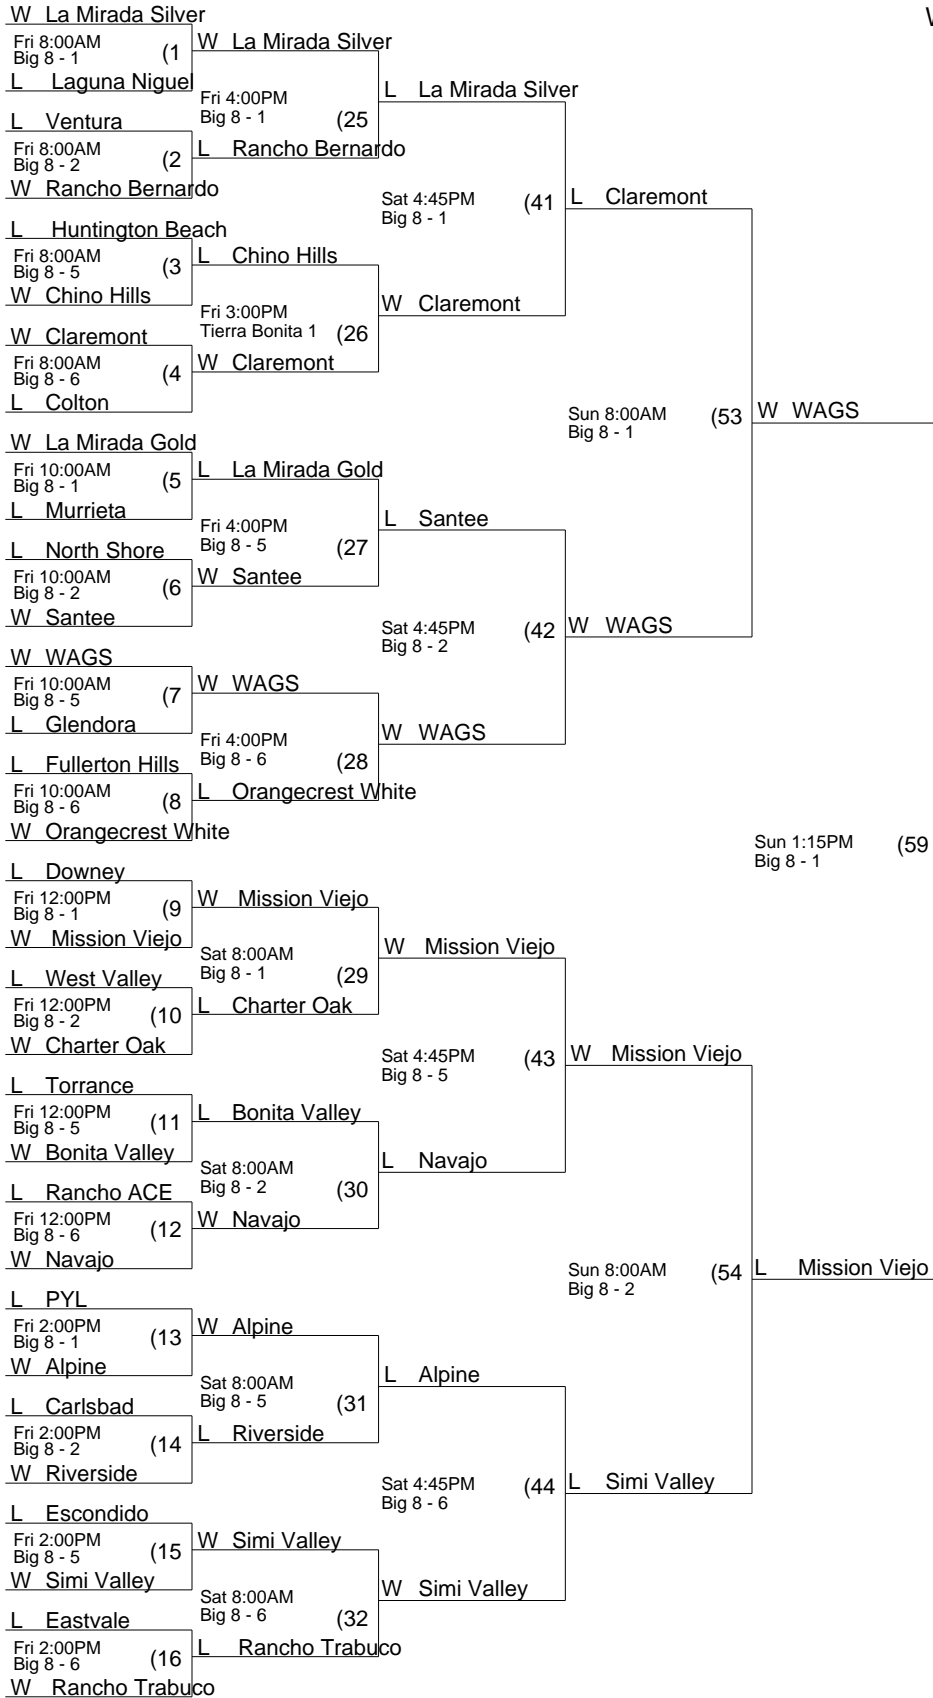 W La Mirada Silver
Fri 8:00AM
Big 8 - 1
(1
L Laguna Niguel
L Ventura
Fri 8:00AM
Big 8 - 2
(2
W Rancho Bernardo
L Huntington Beach
Fri 8:00AM
Big 8 - 5
(3
W Chino Hills
W Claremont
Fri 8:00AM
Big 8 - 6
(4
L Colton
W La Mirada Gold
Fri 10:00AM
Big 8 - 1
(5
L Murrieta
L North Shore
Fri 10:00AM
Big 8 - 2
(6
W Santee
W WAGS
Fri 10:00AM
Big 8 - 5
(7
L Glendora
L Fullerton Hills
Fri 10:00AM
Big 8 - 6
(8
W Orangecrest White
L Downey
Fri 12:00PM
Big 8 - 1
(9
W Mission Viejo
L West Valley
Fri 12:00PM
Big 8 - 2
(10
W Charter Oak
L Torrance
Fri 12:00PM
Big 8 - 5
(11
W Bonita Valley
L Rancho ACE
Fri 12:00PM
Big 8 - 6
(12
W Navajo
L PYL
Fri 2:00PM
Big 8 - 1
(13
W Alpine
L Carlsbad
Fri 2:00PM
Big 8 - 2
(14
W Riverside
L Escondido
Fri 2:00PM
Big 8 - 5
(15
W Simi Valley
L Eastvale
Fri 2:00PM
Big 8 - 6
(16
W Rancho Trabuco
W La Mirada Silver
Fri 4:00PM
Big 8 - 1
(25
L Rancho Bernardo
L Chino Hills
Fri 3:00PM
Tierra Bonita 1
(26
W Claremont
L La Mirada Gold
Fri 4:00PM
Big 8 - 5
(27
W Santee
W WAGS
Fri 4:00PM
Big 8 - 6
(28
L Orangecrest White
W Mission Viejo
Sat 8:00AM
Big 8 - 1
(29
L Charter Oak
L Bonita Valley
Sat 8:00AM
Big 8 - 2
(30
W Navajo
W Alpine
Sat 8:00AM
Big 8 - 5
(31
L Riverside
W Simi Valley
Sat 8:00AM
Big 8 - 6
(32
L Rancho Trabuco
L La Mirada Silver
Sat 4:45PM
Big 8 - 1
(41
W Claremont
L Santee
Sat 4:45PM
Big 8 - 2
(42
W WAGS
W Mission Viejo
Sat 4:45PM
Big 8 - 5
(43
L Navajo
L Alpine
Sat 4:45PM
Big 8 - 6
(44
W Simi Valley
L Claremont
Sun 8:00AM
Big 8 - 1
(53
W WAGS
W Mission Viejo
Sun 8:00AM
Big 8 - 2
(54
L Simi Valley
W WAGS
Sun 1:15PM
Big 8 - 1
(59
L Mission Viejo